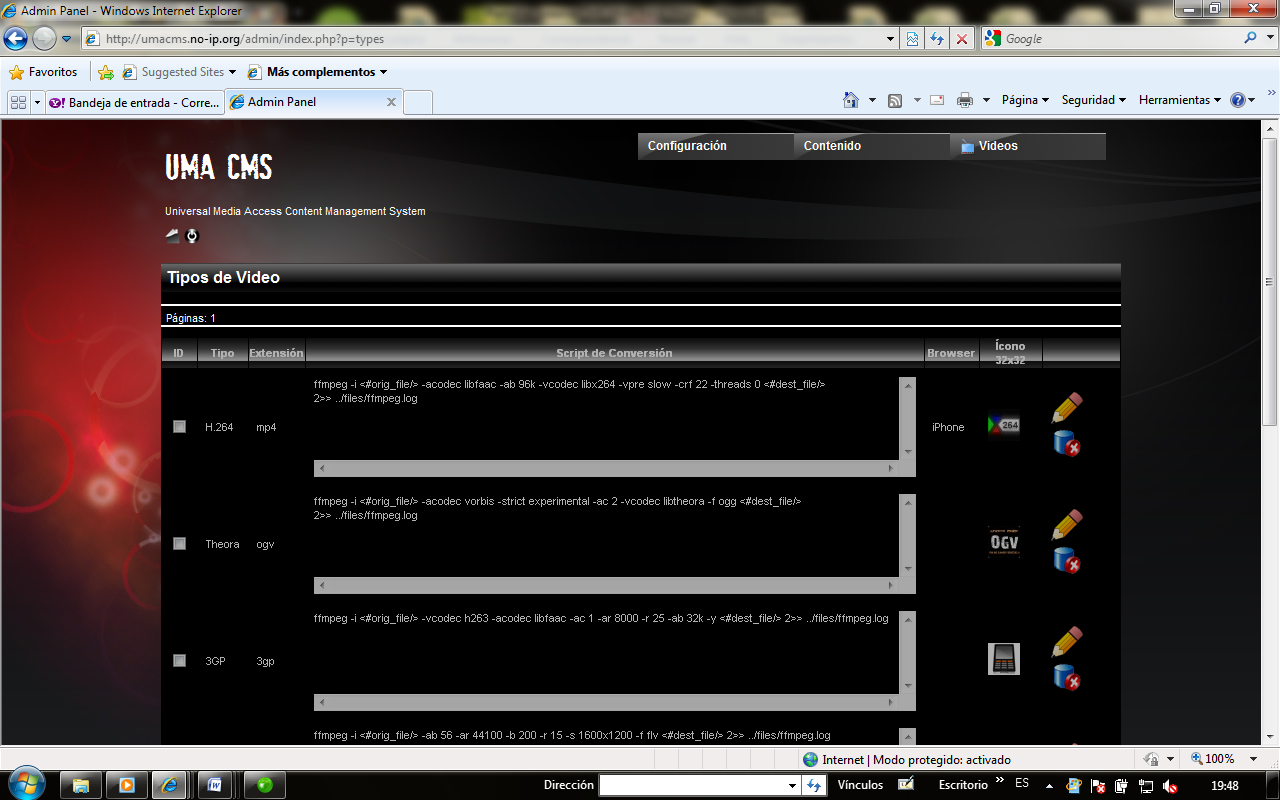 Admin Panel - Windows Internet Explorer
http://umacms.no-ip.org/admin/index.php?p=types
Google
Favoritos
Suggested Sites
Más complementos
Bandeja de entrada - Corre...
Admin Panel
Página
Seguridad
Herramientas
UMA CMS
Configuración
Contenido
Videos
Universal Media Access Content Management System
Tipos de Video
Páginas: 1
ID
Tipo
Extensión
Script de Conversión
Browser
Ícono
32x32
H.264
mp4
ffmpeg -i <#orig_file/> -acodec libfaac -ab 96k -vcodec libx264 -vpre slow -crf 22 -threads 0 <#dest_file/>
2>> ../files/ffmpeg.log
iPhone
264
Theora
ogv
ffmpeg -i <#orig_file/> -acodec vorbis -strict experimental -ac 2 -vcodec libtheora -f ogg <#dest_file/>
2>> ../files/ffmpeg.log
OGV
3GP
3gp
ffmpeg -i <#orig_file/> -vcodec h263 -acodec libfaac -ac 1 -ar 8000 -r 25 -ab 32k -y <#dest_file/> 2>> ../files/ffmpeg.log
ffmpeg -i <#orig_file/> -ab 56 -ar 44100 -b 200 -r 15 -s 1600x1200 -f flv <#dest_file/> 2>> ../files/ffmpeg.log
Internet | Modo protegido: activado
100%
Dirección
Vínculos
Escritorio
ES
19:48